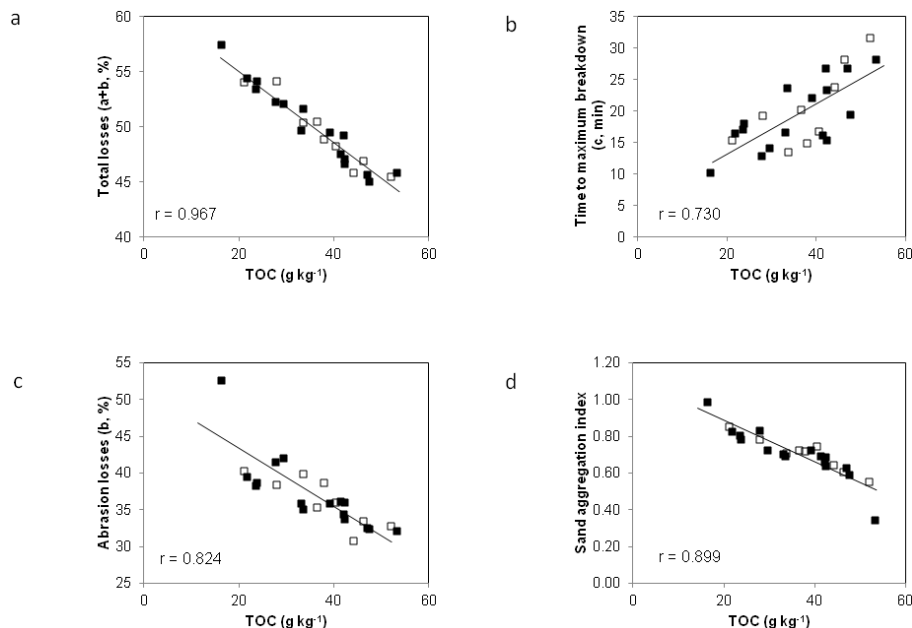 a
60
55
50
45
40
Total losses (a+b, %)
r = 0.967
0 20 40 60
TOC (g kg⁻¹)
b
35
30
25
20
15
10
5
0
Time to maximum breakdown
(c, min)
r = 0.730
0 20 40 60
TOC (g kg⁻¹)
c
55
50
45
40
35
30
25
Abrasion losses (b, %)
r = 0.824
0 20 40 60
TOC (g kg⁻¹)
d
1.20
1.00
0.80
0.60
0.40
0.20
0.00
Sand aggregation index
r = 0.899
0 20 40 60
TOC (g kg⁻¹)